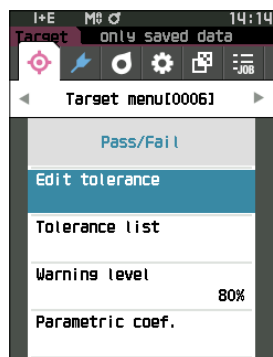 I+E M0 14:14
Target only saved data
-JOB
Target menu[0006]
Pass/Fail
Edit tolerance
Tolerance list
Warning level
80%
Parametric coef.